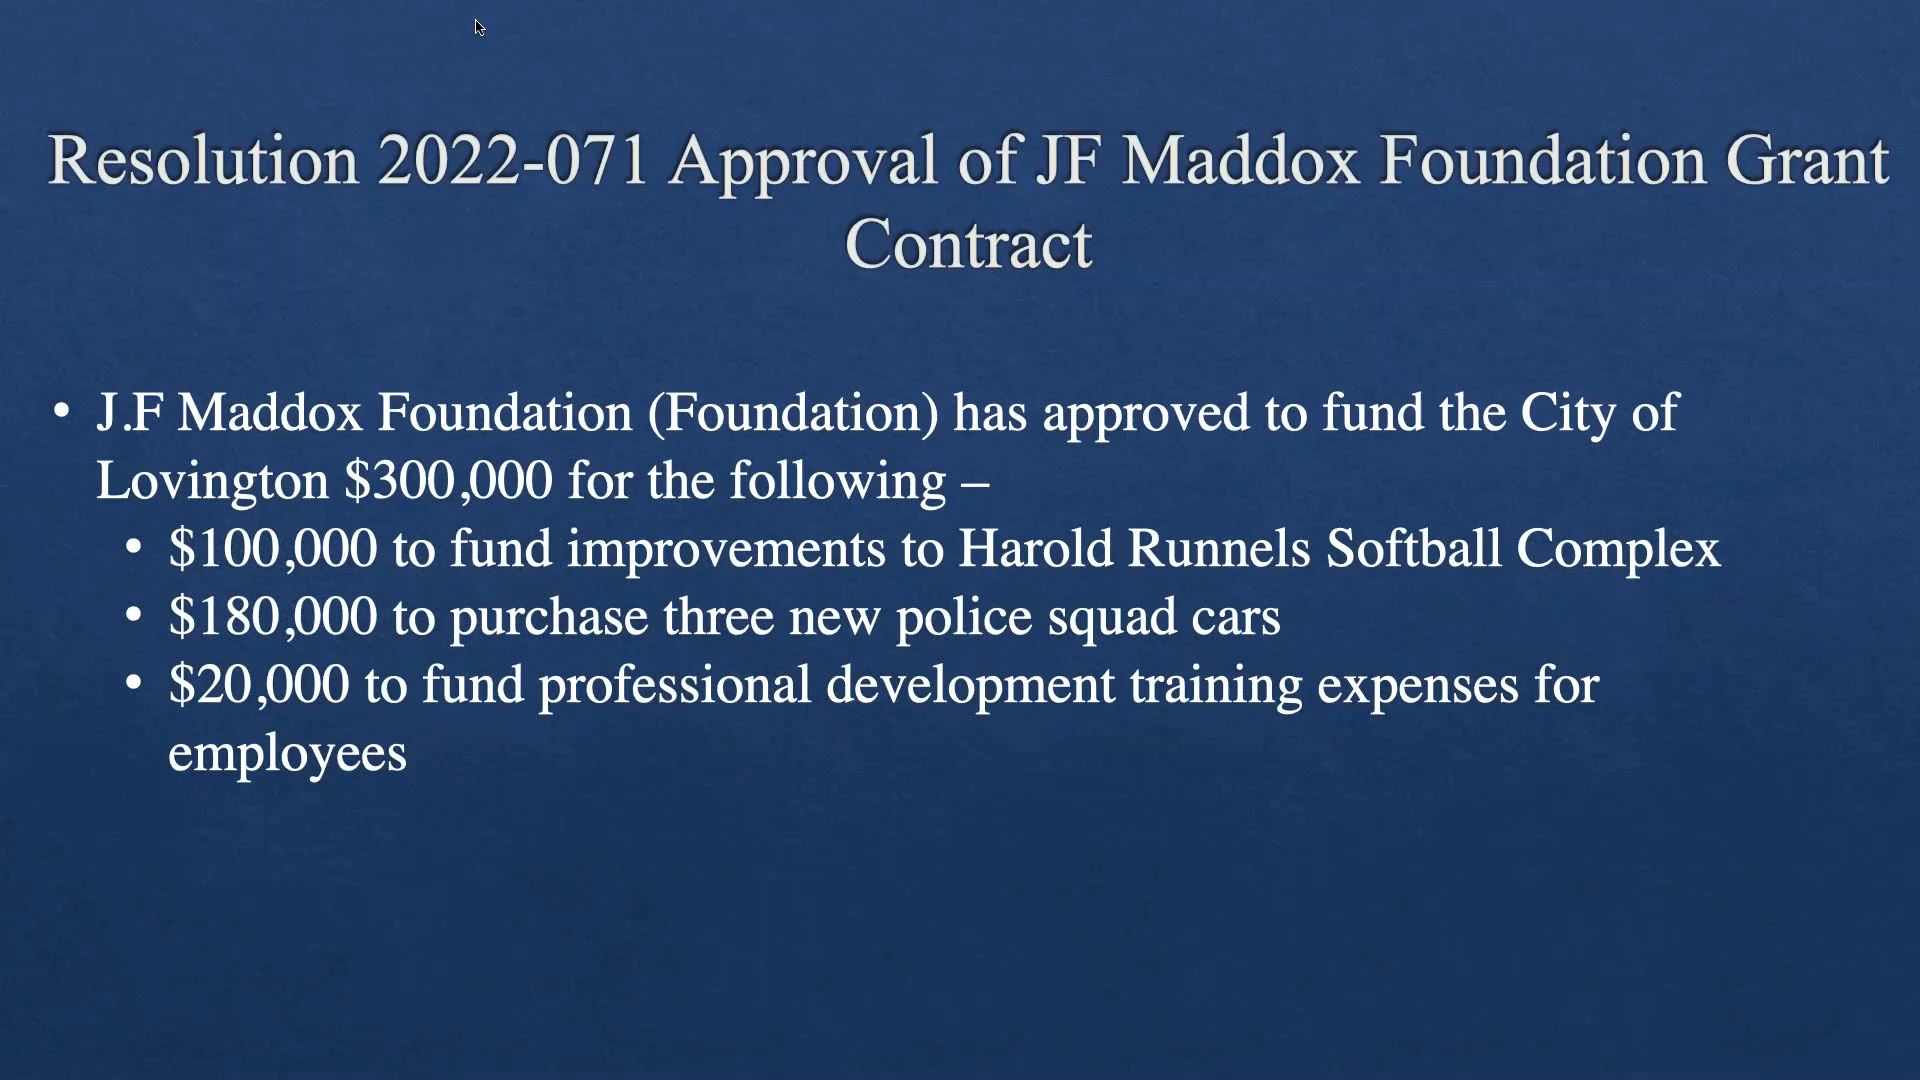 Resolution 2022-071 Approval of JF Maddox Foundation Grant
Contract
• J.F Maddox Foundation (Foundation) has approved to fund the City of
Lovington $300,000 for the following –
• $100,000 to fund improvements to Harold Runnels Softball Complex
• $180,000 to purchase three new police squad cars
• $20,000 to fund professional development training expenses for
employees